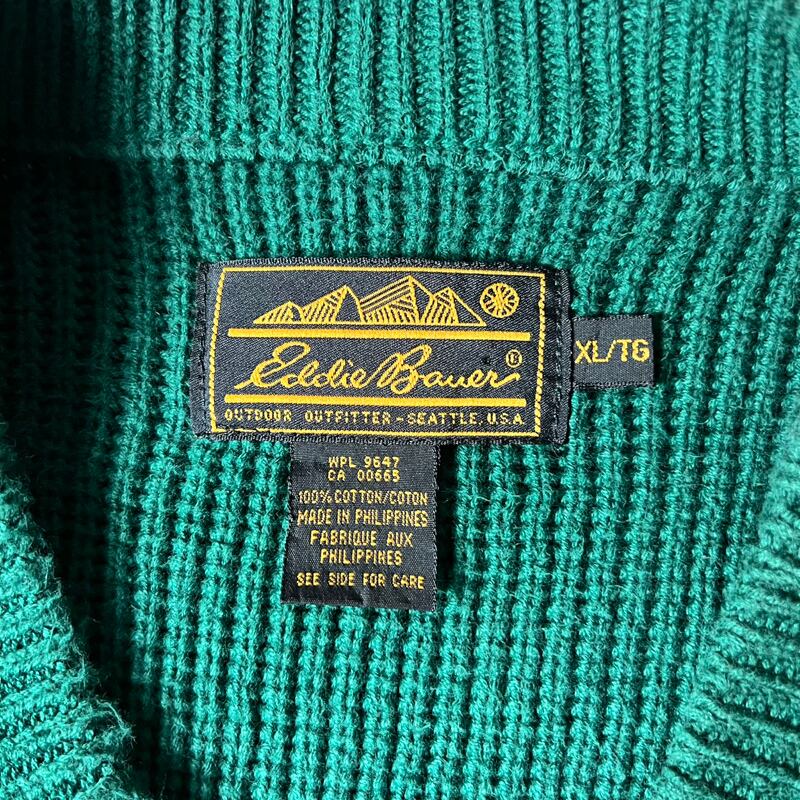 Eddie Bauer®
OUTDOOR OUTFITTER - SEATTLE, U.S.A.
XL/TG
WPL 9647
CA 00665
100% COTTON/COTON
MADE IN PHILIPPINES
FABRIQUE AUX
PHILIPPINES
SEE SIDE FOR CARE